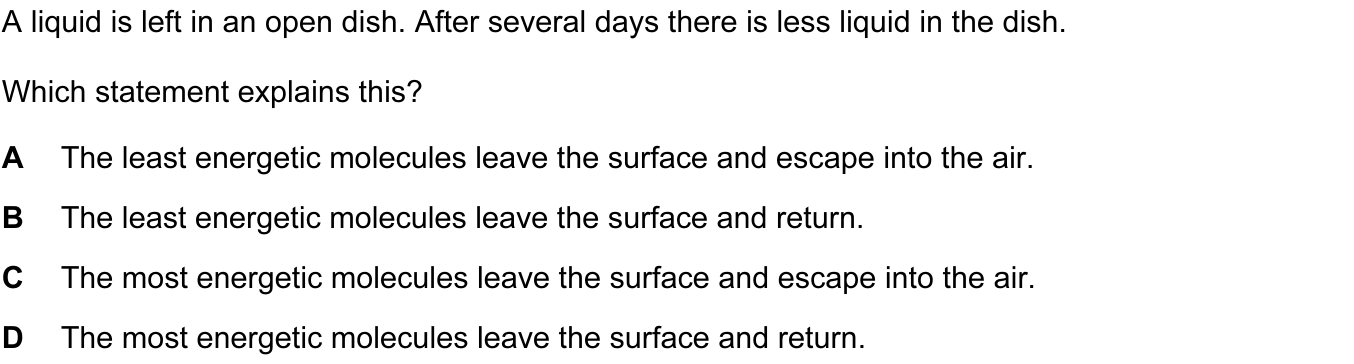 A liquid is left in an open dish. After several days there is less liquid in the dish.
Which statement explains this?
A The least energetic molecules leave the surface and escape into the air.
B The least energetic molecules leave the surface and return.
C The most energetic molecules leave the surface and escape into the air.
D The most energetic molecules leave the surface and return.